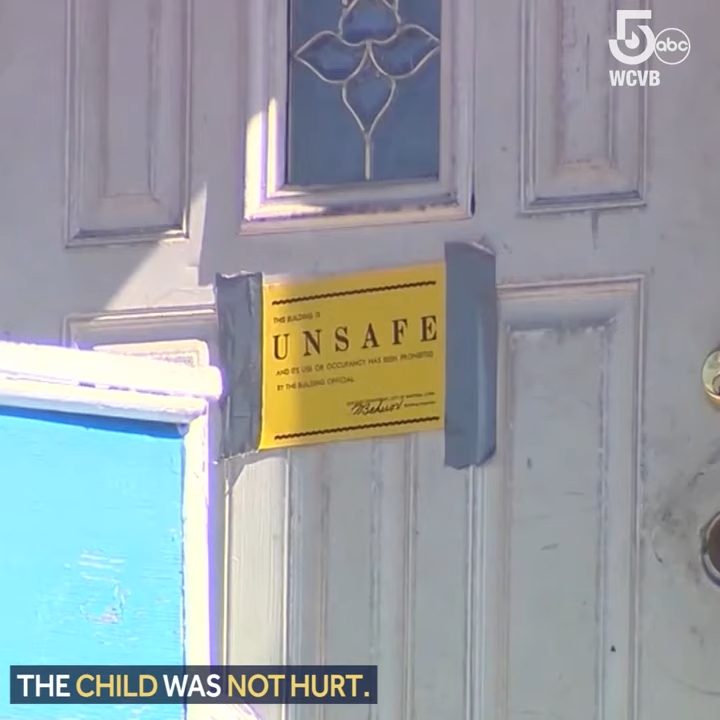 5 abc
WCVB
THIS BUILDING IS
UNSAFE
AND ITS USE OR OCCUPANCY HAS BEEN PROHIBITED
BY THE BUILDING OFFICIAL
THE CHILD WAS NOT HURT.